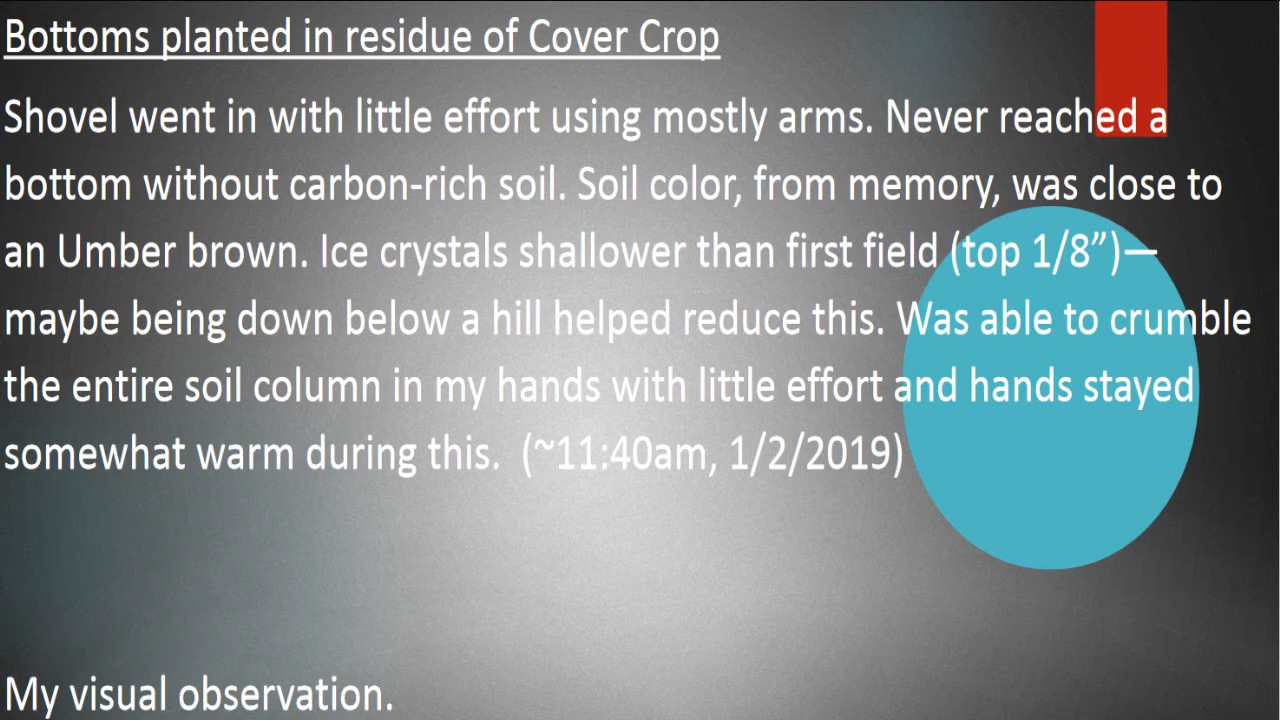 Bottoms planted in residue of Cover Crop
Shovel went in with little effort using mostly arms. Never reached a
bottom without carbon-rich soil. Soil color, from memory, was close to
an Umber brown. Ice crystals shallower than first field (top 1/8”)—
maybe being down below a hill helped reduce this. Was able to crumble
the entire soil column in my hands with little effort and hands stayed
somewhat warm during this.  (~11:40am, 1/2/2019)
My visual observation.